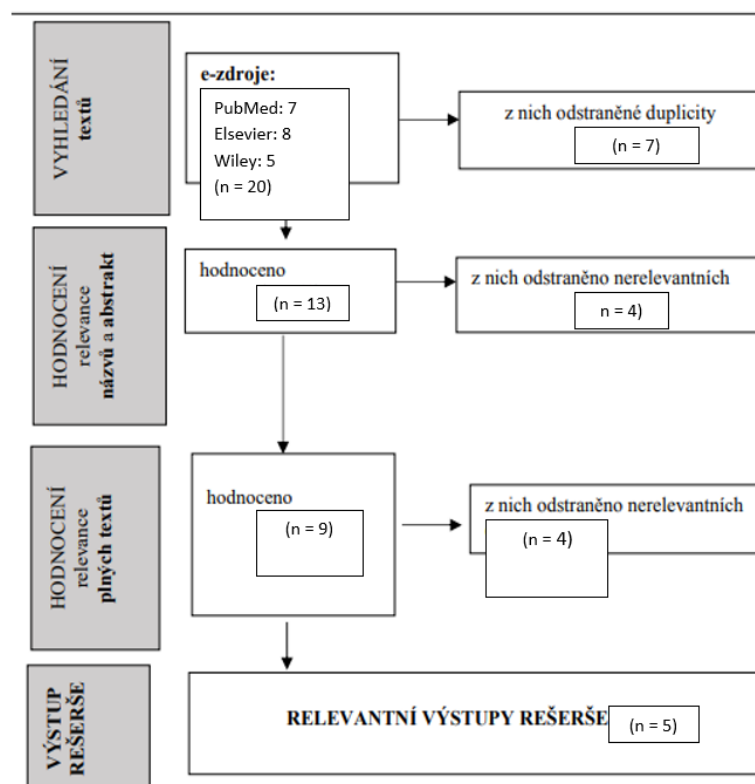 VYHLEDÁNÍ
textů
e-zdroje:
PubMed: 7
Elsevier: 8
Wiley: 5
(n = 20)
z nich odstraněné duplicity
(n = 7)
HODNOCENÍ
relevance
názvů a abstrakt
hodnoceno
(n = 13)
z nich odstraněno nerelevantních
n = 4)
HODNOCENÍ
relevance
plných textů
hodnoceno
(n = 9)
z nich odstraněno nerelevantních
(n = 4)
VÝSTUP
REŠERŠE
RELEVANTNÍ VÝSTUPY REŠERŠE
(n = 5)